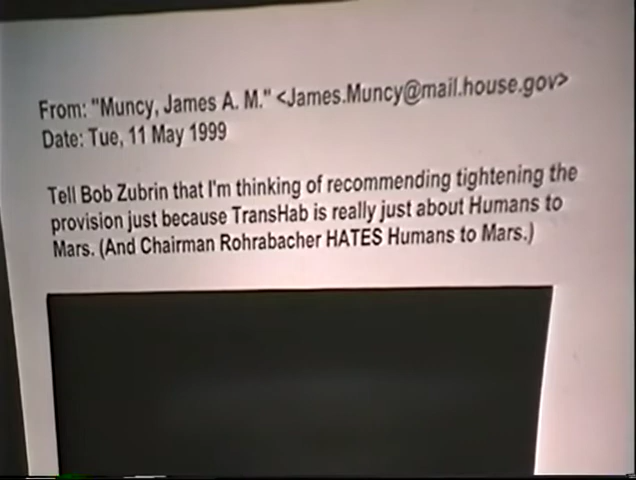 From: "Muncy, James A. M." <James.Muncy@mail.house.gov>
Date: Tue, 11 May 1999
Tell Bob Zubrin that I'm thinking of recommending tightening the
provision just because TransHab is really just about Humans to
Mars. (And Chairman Rohrabacher HATES Humans to Mars.)